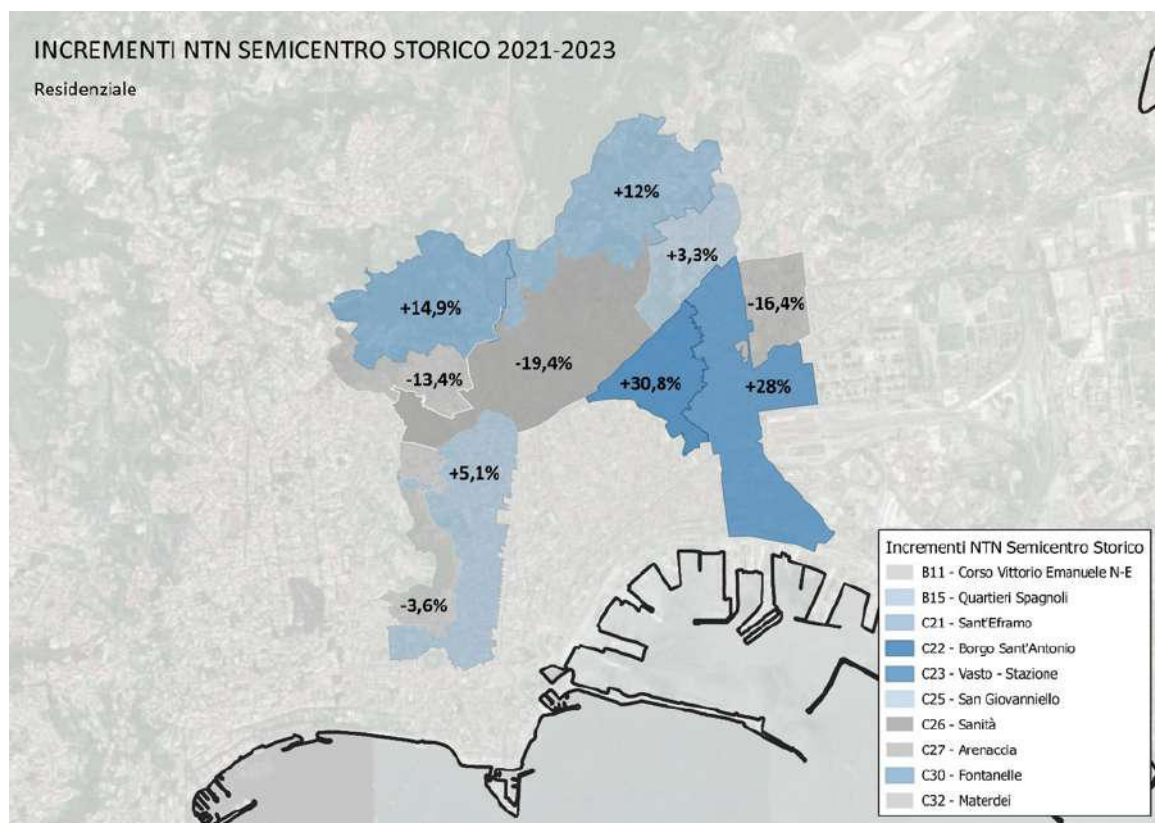 INCREMENTI NTN SEMICENTRO STORICO 2021-2023
Residenziale
+12%
+3,3%
+14,9%
-16,4%
-19,4%
-13,4%
+30,8%
+28%
+5,1%
-3,6%
Incrementi NTN Semicentro Storico
B11 - Corso Vittorio Emanuele N-E
B15 - Quartieri Spagnoli
C21 - Sant'Eframo
C22 - Borgo Sant'Antonio
C23 - Vasto - Stazione
C25 - San Giovanniello
C26 - Sanità
C27 - Arenaccia
C30 - Fontanelle
C32 - Materdei